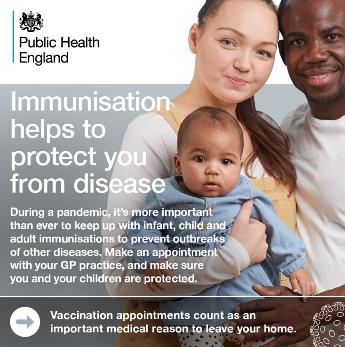 Public Health
England
Immunisation
helps to
protect you
from disease
During a pandemic, it's more important
than ever to keep up with infant, child and
adult immunisations to prevent outbreaks
of other diseases. Make an appointment
with your GP practice, and make sure
you and your children are protected.
Vaccination appointments count as an
important medical reason to leave your home.